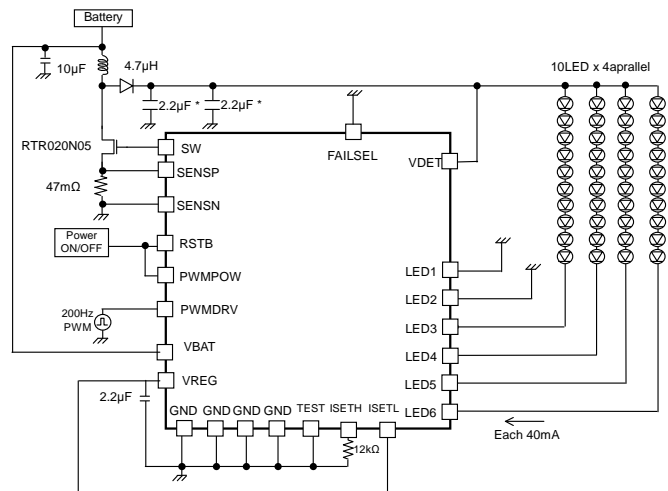 Battery
4.7µH
10µF
10LED x 4aprallel
2.2µF *
2.2µF *
RTR020N05
SW
FAILSEL
VDET
SENSP
47mΩ
SENSN
Power
ON/OFF
RSTB
PWMPOW
LED1
LED2
200Hz
PWM
PWMDRV
LED3
VBAT
LED4
VREG
LED5
2.2µF
GND
GND
GND
GND
TEST
ISETH
ISETL
LED6
12kΩ
Each 40mA